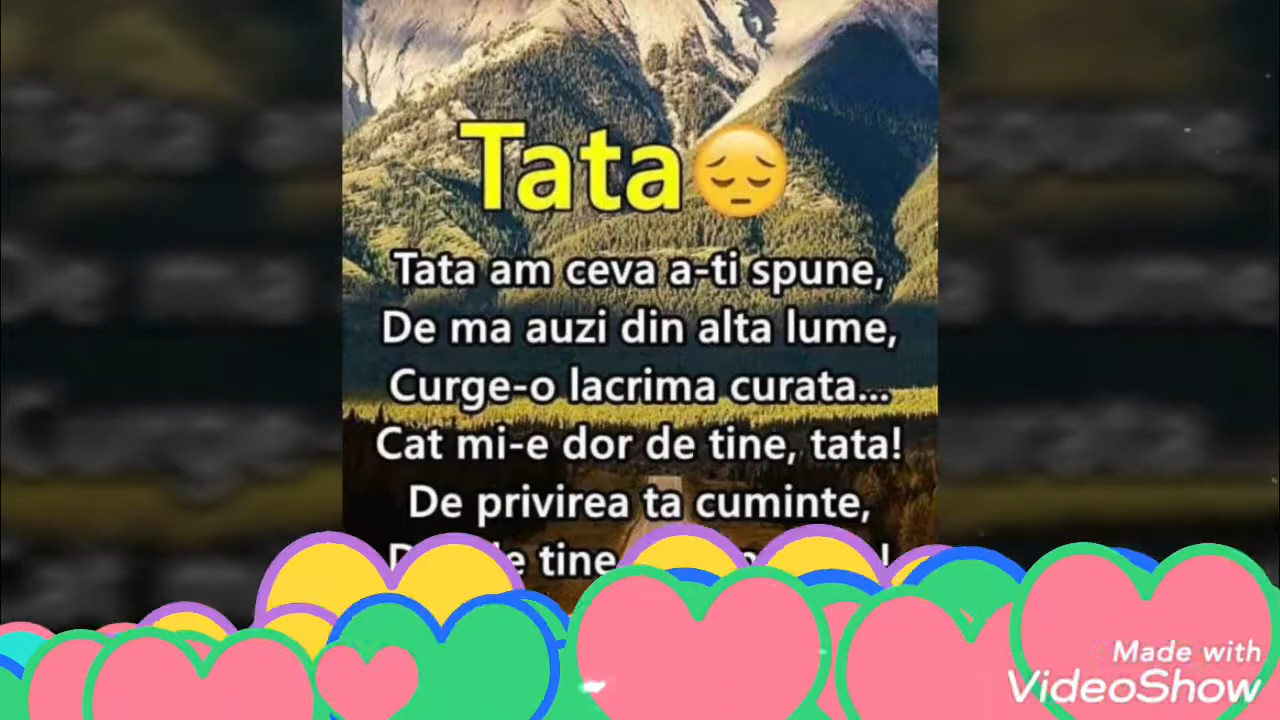 Tata😔
Tata am ceva a-ti spune,
De ma auzi din alta lume,
Curge-o lacrima curata...
Cat mi-e dor de tine, tata!
De privirea ta cuminte,
tine
Made with
VideoShow